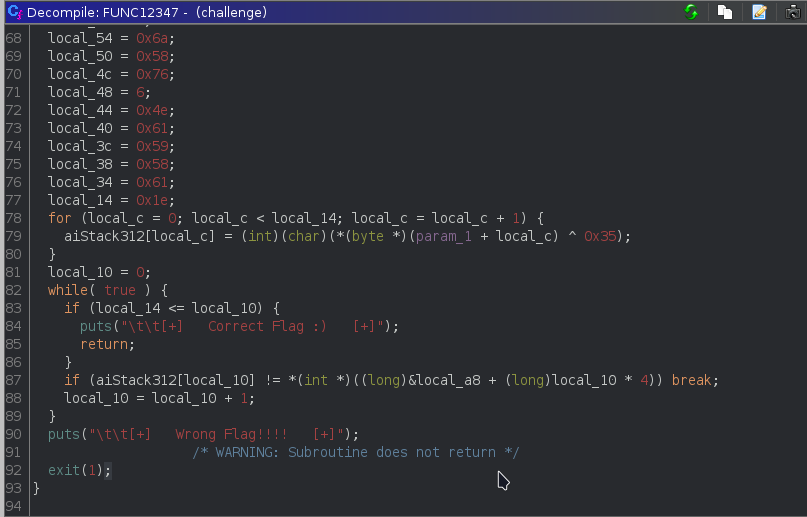 Decompile: FUNC12347 - (challenge)
68 local_54 = 0x6a;
69 local_50 = 0x58;
70 local_4c = 0x76;
71 local_48 = 6;
72 local_44 = 0x4e;
73 local_40 = 0x61;
74 local_3c = 0x59;
75 local_38 = 0x58;
76 local_34 = 0x61;
77 local_14 = 0x1e;
78 for (local_c = 0; local_c < local_14; local_c = local_c + 1) {
79 aiStack312[local_c] = (int)(char)(*(byte *)(param_1 + local_c) ^ 0x35);
80 }
81 local_10 = 0;
82 while( true ) {
83 if (local_14 <= local_10) {
84 puts("\t\t[+]   Correct Flag :)   [+]");
85 return;
86 }
87 if (aiStack312[local_10] != *(int *)((long)&local_a8 + (long)local_10 * 4)) break;
88 local_10 = local_10 + 1;
89 }
90 puts("\t\t[+]   Wrong Flag!!!!   [+]");
91 /* WARNING: Subroutine does not return */
92 exit(1);
93 }
94